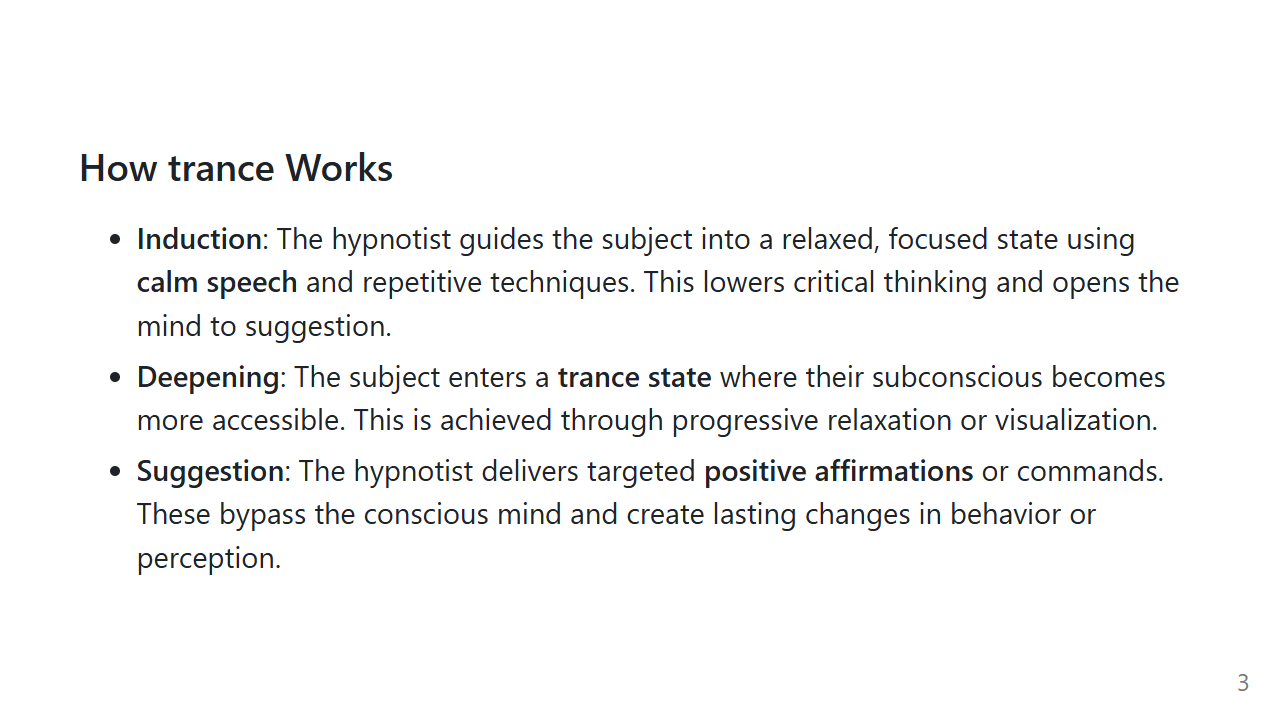 How trance Works
Induction: The hypnotist guides the subject into a relaxed, focused state using
calm speech and repetitive techniques. This lowers critical thinking and opens the
mind to suggestion.
Deepening: The subject enters a trance state where their subconscious becomes
more accessible. This is achieved through progressive relaxation or visualization.
Suggestion: The hypnotist delivers targeted positive affirmations or commands.
These bypass the conscious mind and create lasting changes in behavior or
perception.
3